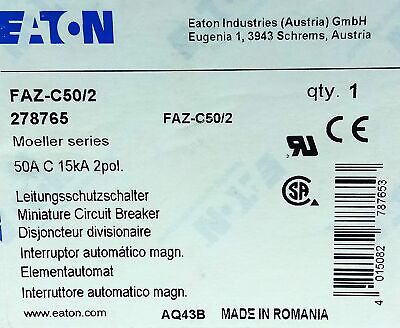 EATON
Eaton Industries (Austria) GmbH
Eugenia 1, 3943 Schrems, Austria
FAZ-C50/2
qty. 1
278765
FAZ-C50/2
Moeller series
50A C 15kA 2pol.
Leitungsschutzschalter
Miniature Circuit Breaker
Disjoncteur divisionaire
Interruptor automático magn.
Elementautomat
Interruttore automatico magn.
www.eaton.com
AQ43B
MADE IN ROMANIA
CE
SA
4 015082 787653